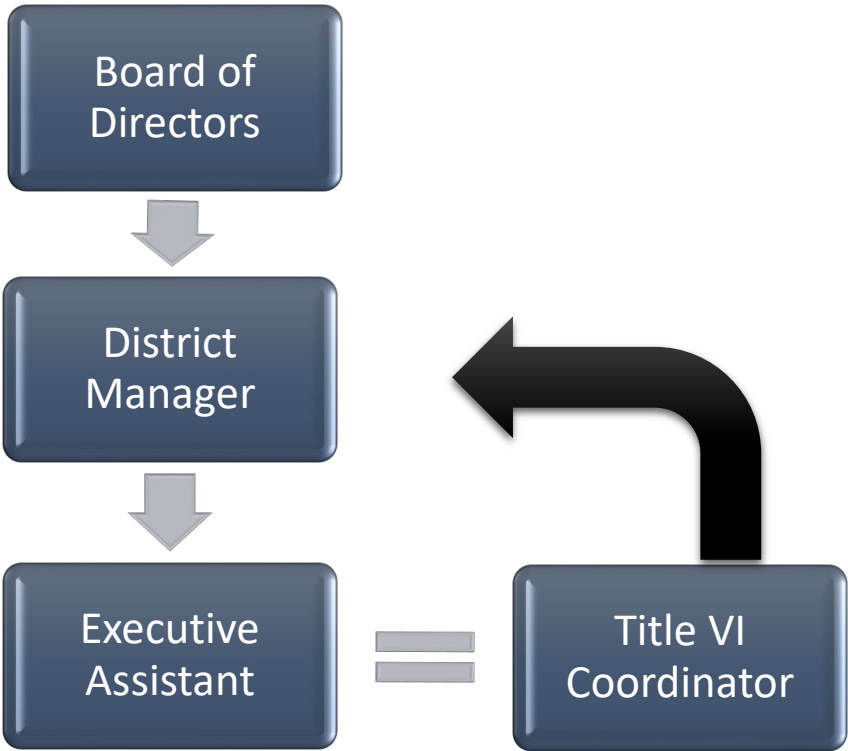 Board of
Directors
District
Manager
Executive
Assistant
Title VI
Coordinator